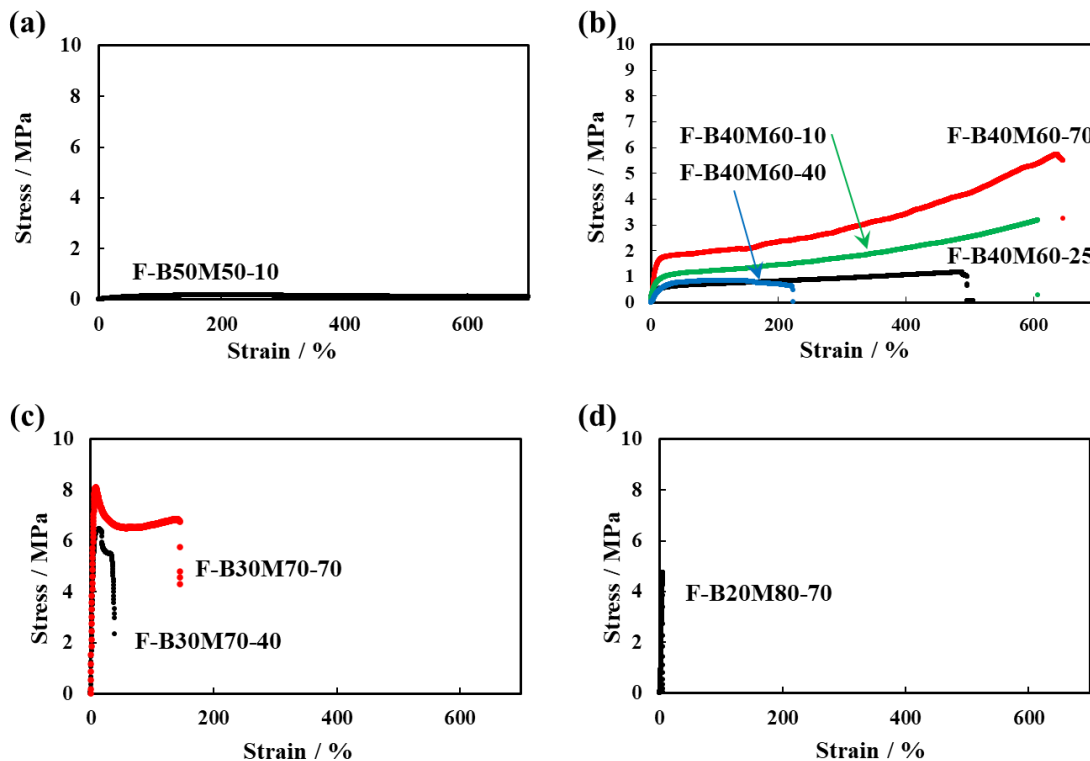 (a)
10
8
6
4
2
0
Stress / MPa
F-B50M50-10
0
200
400
600
Strain / %
(b)
10
9
8
7
6
5
4
3
2
1
0
Stress / MPa
F-B40M60-10
F-B40M60-70
F-B40M60-40
F-B40M60-25
0
200
400
600
Strain / %
(c)
10
8
6
4
2
0
Stress / MPa
F-B30M70-70
F-B30M70-40
0
200
400
600
Strain / %
(d)
10
8
6
4
2
0
Stress / MPa
F-B20M80-70
0
200
400
600
Strain / %